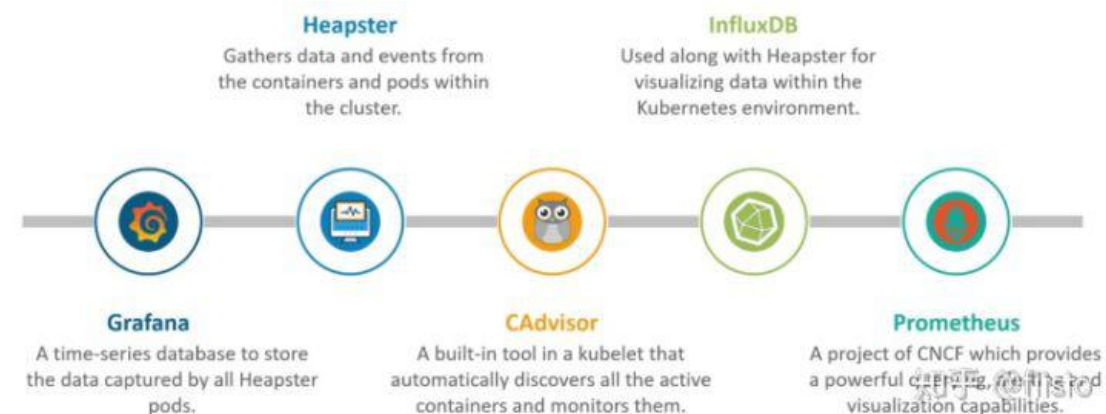 Heapster
Gathers data and events from
the containers and pods within
the cluster.
InfluxDB
Used along with Heapster for
visualizing data within the
Kubernetes environment.
Grafana
A time-series database to store
the data captured by all Heapster
pods.
CAdvisor
A built-in tool in a kubelet that
automatically discovers all the active
containers and monitors them.
Prometheus
A project of CNCF which provides
a powerful and
visualization capabilities.
知乎